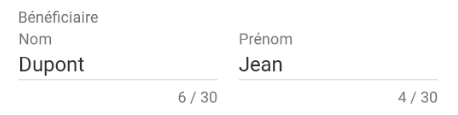 Bénéficiaire
Nom Prénom
Dupont Jean
6 / 30 4 / 30